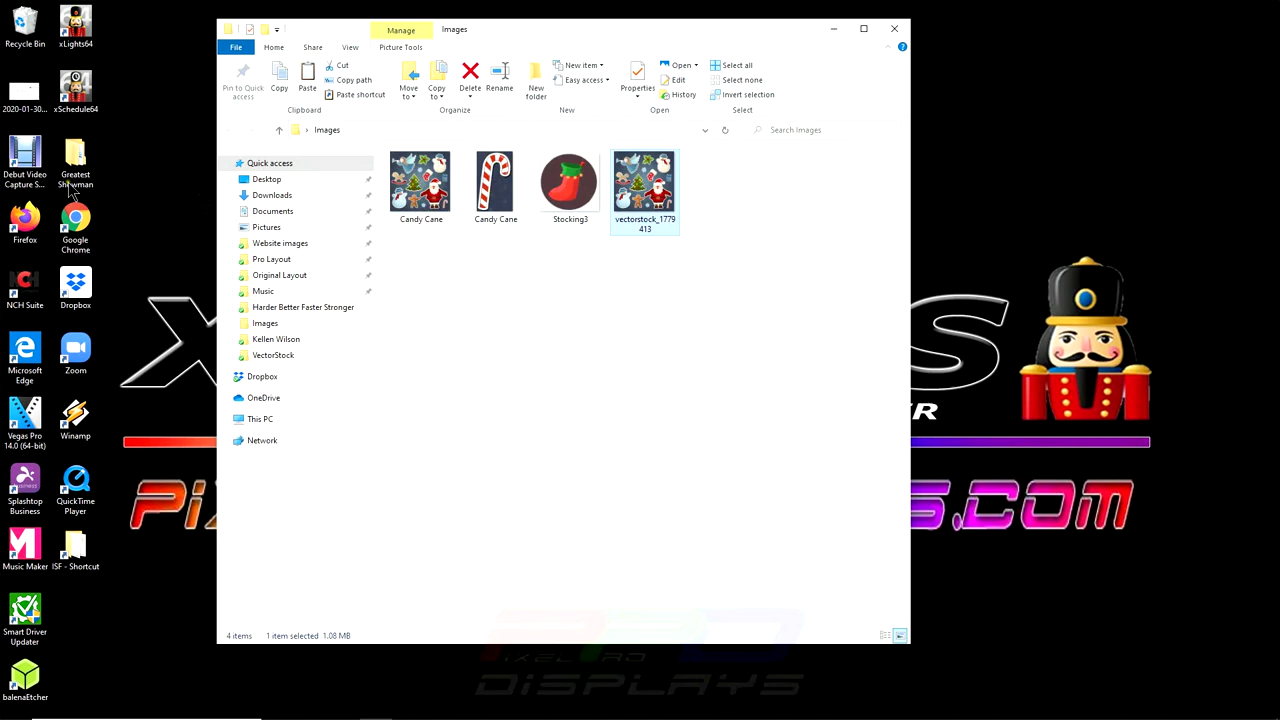 Recycle Bin
xLights64
2020-01-30...
xSchedule64
Debut Video
Capture S...
Greatest
Showman
Firefox
Google
Chrome
NCH Suite
Dropbox
Microsoft
Edge
Zoom
Vegas Pro
14.0 (64-bit)
Winamp
Splashtop
Business
QuickTime
Player
Music Maker
ISF - Shortcut
Smart Driver
Updater
balenaEtcher
Manage
Images
File
Home
Share
View
Picture Tools
Pin to Quick
access
Copy
Paste
Cut
Copy path
Paste shortcut
Clipboard
Move
to
Copy
to
Delete
Rename
Organize
New
folder
New item
Easy access
New
Properties
Open
Edit
History
Open
Select all
Select none
Invert selection
Select
Images
Search Images
Quick access
Desktop
Downloads
Documents
Pictures
Website images
Pro Layout
Original Layout
Music
Harder Better Faster Stronger
Images
Kellen Wilson
VectorStock
Dropbox
OneDrive
This PC
Network
Candy Cane
Candy Cane
Stocking3
vectorstock_1779
413
4 items
1 item selected 1.08 MB
DISPLAYS